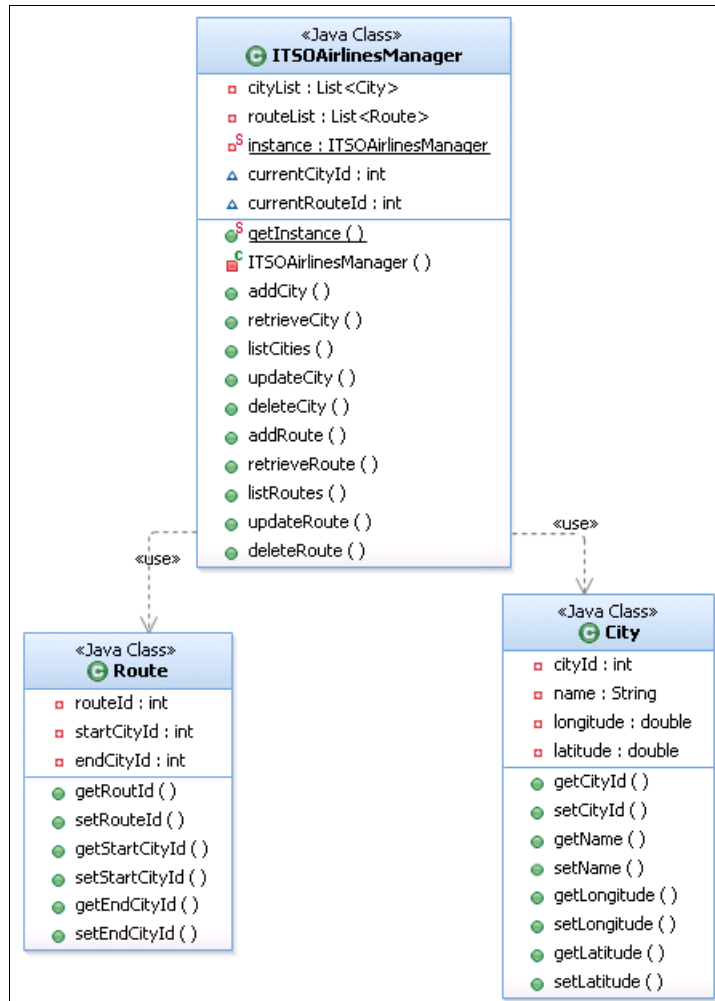 «Java Class»
ITSOAirlinesManager
cityList : List<City>
routeList : List<Route>
instance : ITSOAirlinesManager
currentCityId : int
currentRouteId : int
getInstance ( )
ITSOAirlinesManager ( )
addCity ( )
retrieveCity ( )
listCities ( )
updateCity ( )
deleteCity ( )
addRoute ( )
retrieveRoute ( )
listRoutes ( )
updateRoute ( )
deleteRoute ( )
«use»
«use»
«Java Class»
Route
routeId : int
startCityId : int
endCityId : int
getRoutId ( )
setRouteId ( )
getStartCityId ( )
setStartCityId ( )
getEndCityId ( )
setEndCityId ( )
«Java Class»
City
cityId : int
name : String
longitude : double
latitude : double
getCityId ( )
setCityId ( )
getName ( )
setName ( )
getLongitude ( )
setLongitude ( )
getLatitude ( )
setLatitude ( )